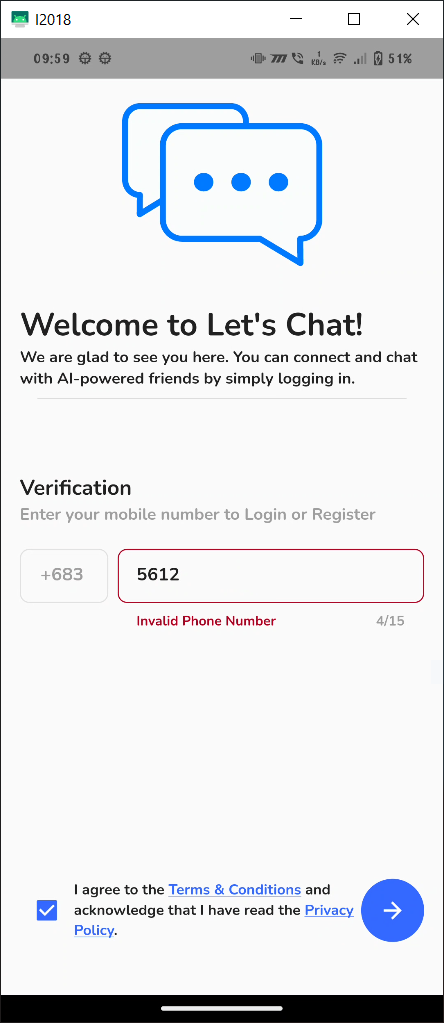 I2018
09:59
1
KB/s
51%
Welcome to Let's Chat!
We are glad to see you here. You can connect and chat
with AI-powered friends by simply logging in.
Verification
Enter your mobile number to Login or Register
+683
5612
Invalid Phone Number
4/15
I agree to the Terms & Conditions and
acknowledge that I have read the Privacy
Policy.